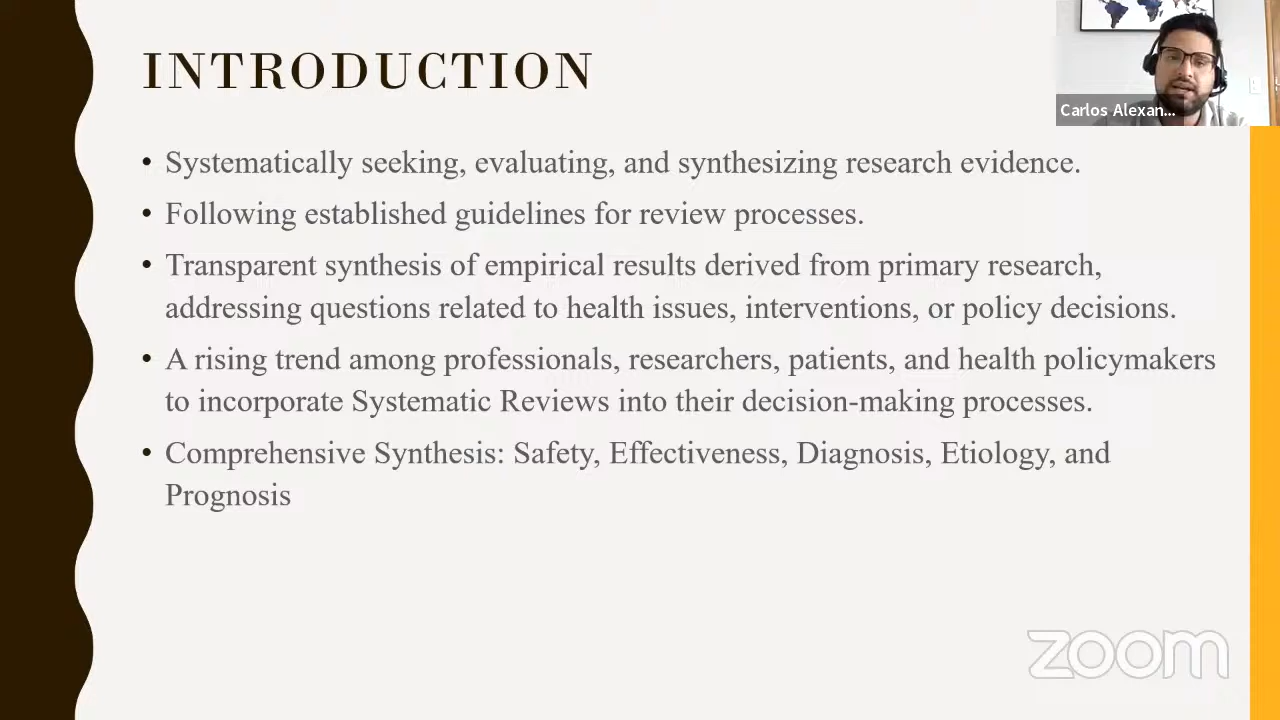 INTRODUCTION
Carlos Alexan...
• Systematically seeking, evaluating, and synthesizing research evidence.
• Following established guidelines for review processes.
• Transparent synthesis of empirical results derived from primary research,
addressing questions related to health issues, interventions, or policy decisions.
• A rising trend among professionals, researchers, patients, and health policymakers
to incorporate Systematic Reviews into their decision-making processes.
• Comprehensive Synthesis: Safety, Effectiveness, Diagnosis, Etiology, and
Prognosis
zoom